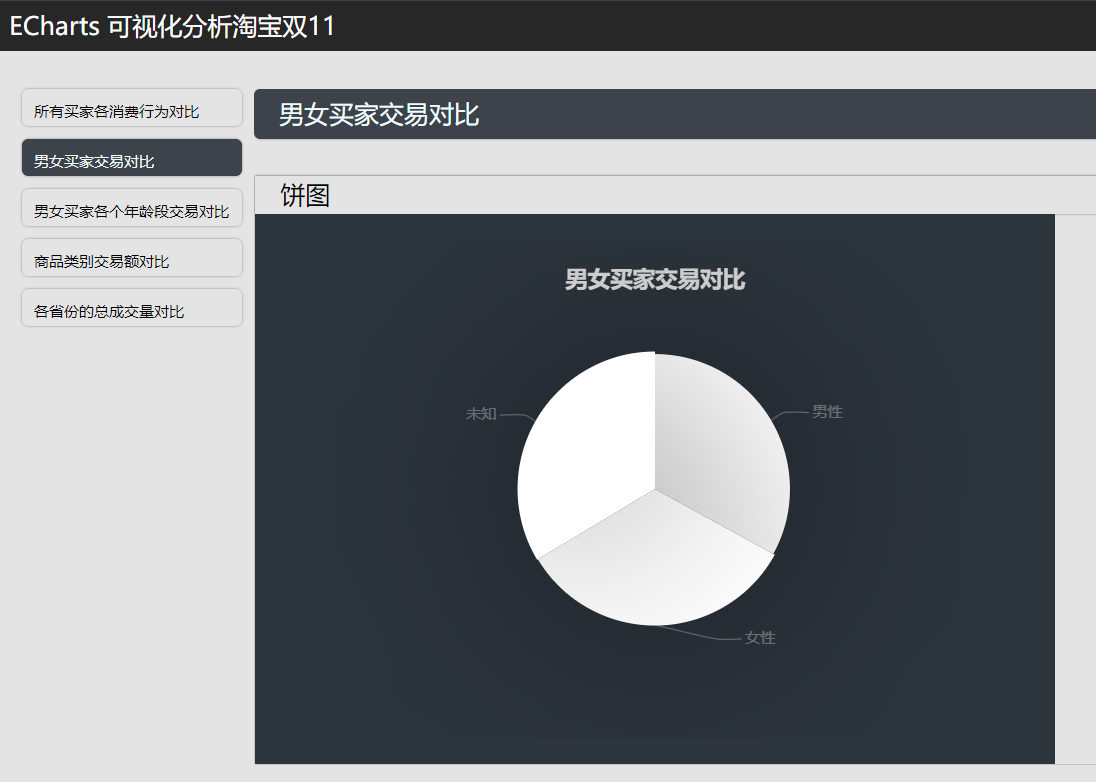 ECharts 可视化分析淘宝双11
所有买家各消费行为对比
男女买家交易对比
男女买家各个年龄段交易对比
商品类别交易额对比
各省份的总成交量对比
男女买家交易对比
饼图
男女买家交易对比
未知
男性
女性